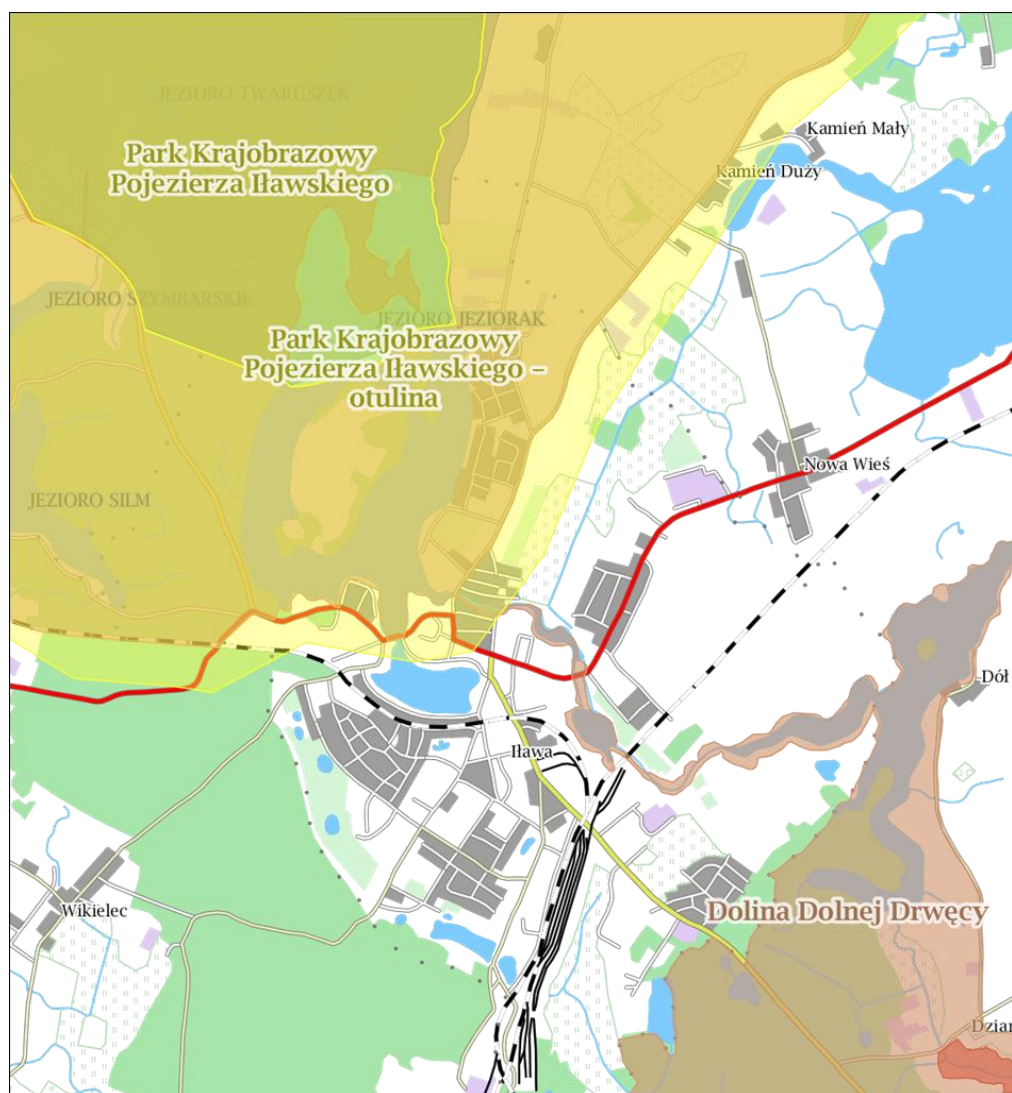 JEZIORO TWARUSZEK
Kamień Mały
Park Krajobrazowy
Pojezierza Iławskiego
Kamień Duży
JEZIORO SZYMBARSKIE
JEZIORO JEZIORAK
Park Krajobrazowy
Pojezierza Iławskiego –
otulina
Nowa Wieś
JEZIORO SILM
Dół
Iława
Wikielec
Dolina Dolnej Drwęcy
Dziar